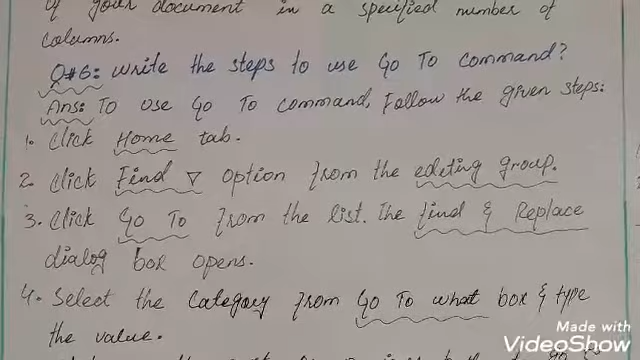 of your document in a specified number of
columns.
Q#6: Write the steps to use Go To command?
Ans: To use Go To command, Follow the given steps:
1. Click Home tab.
2. Click Find ▽ option from the editing group.
3. Click Go To from the list. The find & Replace
dialog box opens.
4. Select the category from Go To what box & type
the value.
Made with
VideoShow